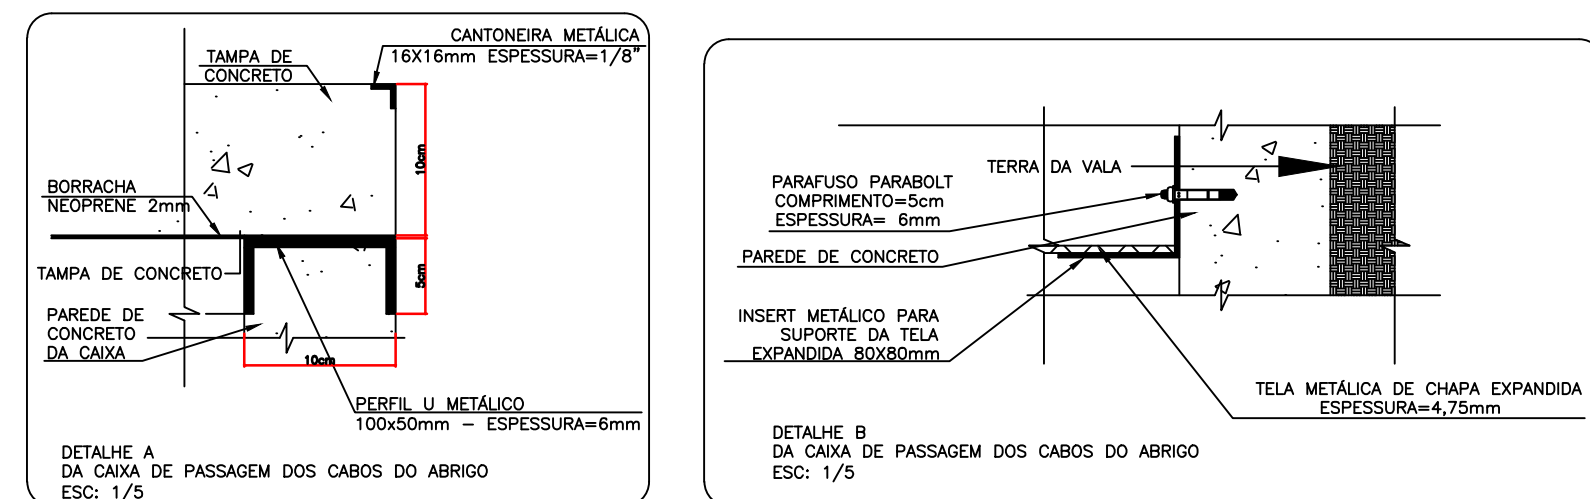 CANTONEIRA METÁLICA
16X16mm ESPESSURA=1/8"
TAMPA DE
CONCRETO
10cm
BORRACHA
NEOPRENE 2mm
TAMPA DE CONCRETO
5cm
PAREDE DE
CONCRETO
DA CAIXA
10cm
PERFIL U METÁLICO
100x50mm – ESPESSURA=6mm
DETALHE A
DA CAIXA DE PASSAGEM DOS CABOS DO ABRIGO
ESC: 1/5
TERRA DA VALA
PARAFUSO PARABOLT
COMPRIMENTO=5cm
ESPESSURA= 6mm
PAREDE DE CONCRETO
INSERT METÁLICO PARA
SUPORTE DA TELA
EXPANDIDA 80X80mm
TELA METÁLICA DE CHAPA EXPANDIDA
ESPESSURA=4,75mm
DETALHE B
DA CAIXA DE PASSAGEM DOS CABOS DO ABRIGO
ESC: 1/5